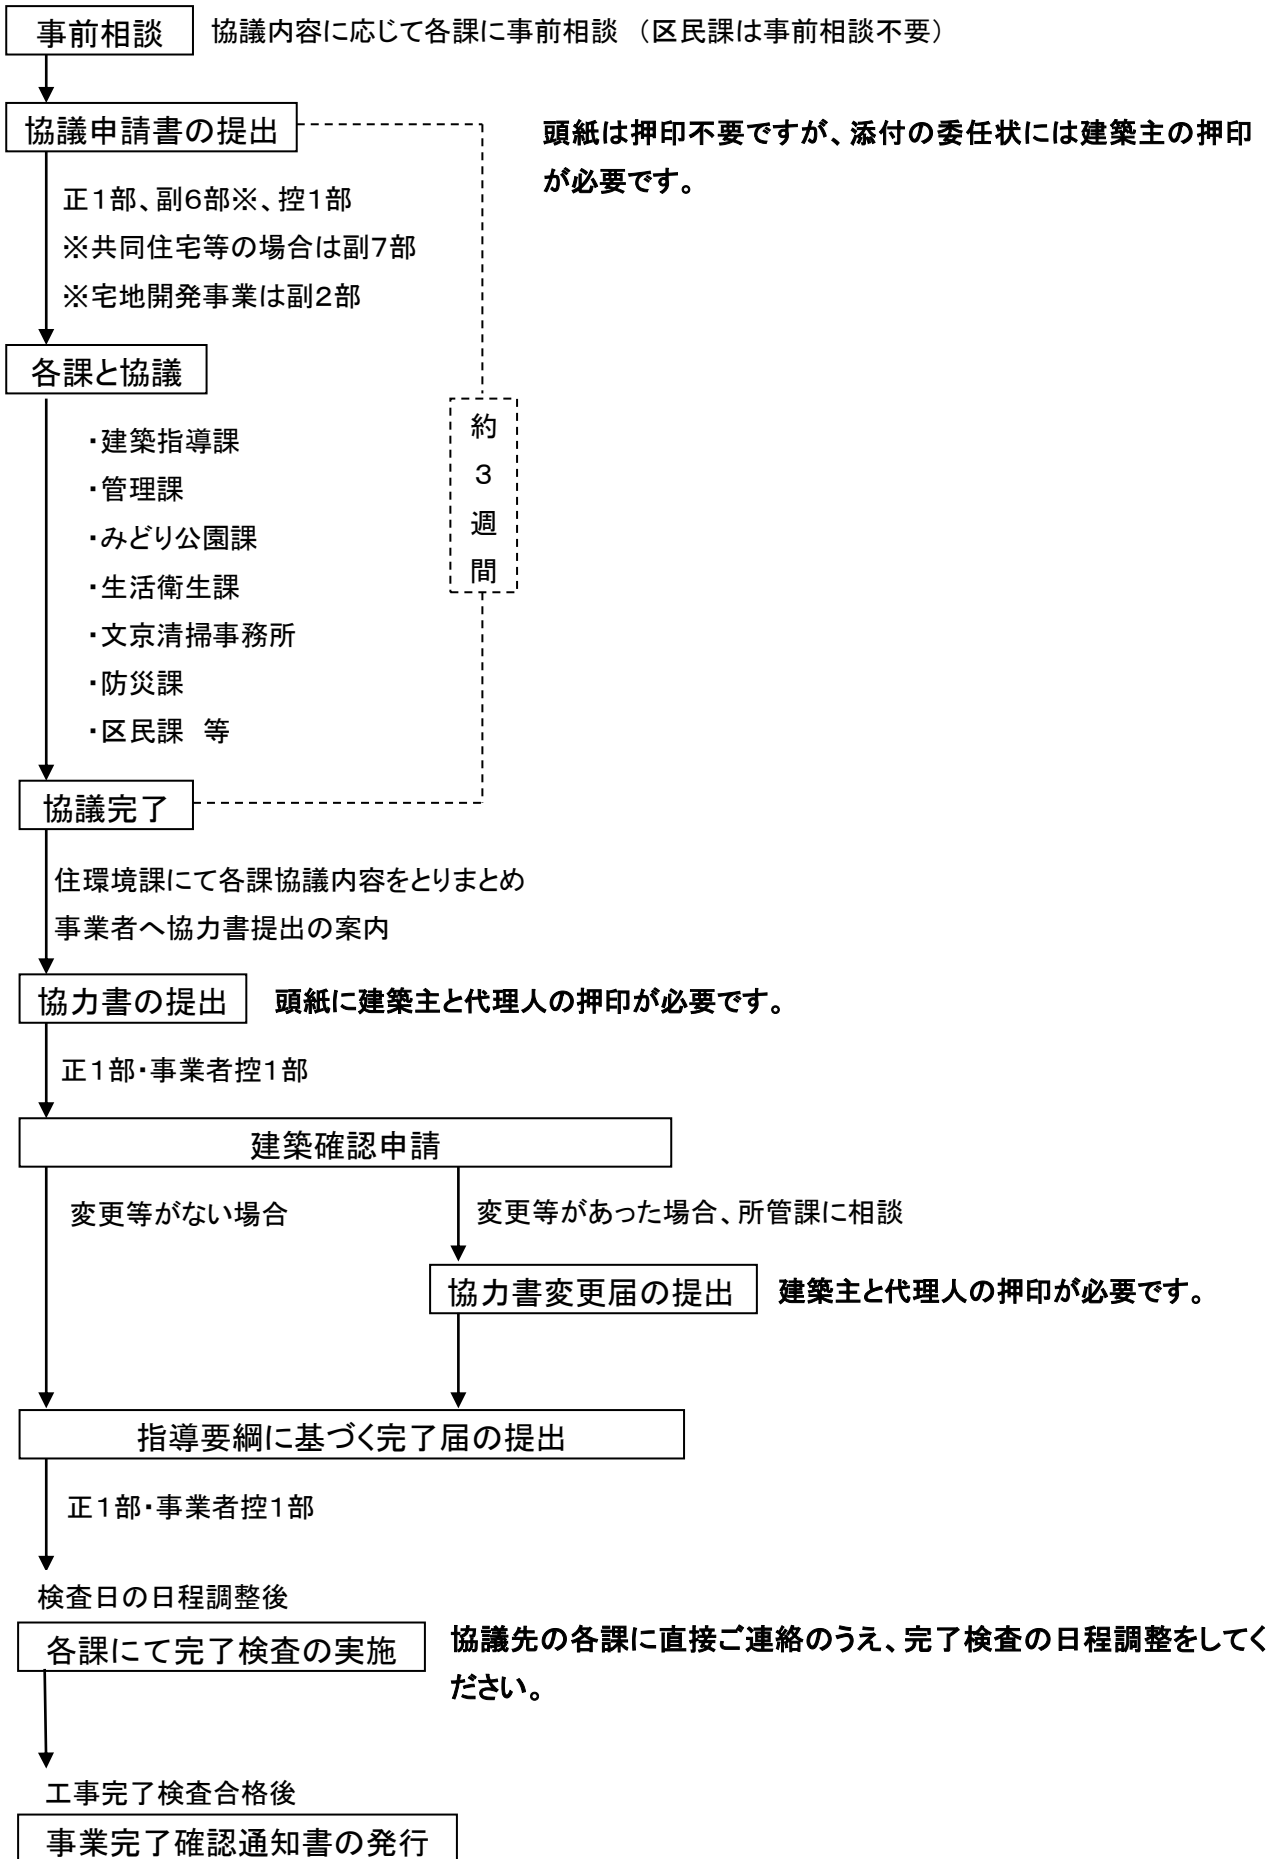 事前相談　協議内容に応じて各課に事前相談　（区民課は事前相談不要）
協議申請書の提出
頭紙は押印不要ですが、添付の委任状には建築主の押印
が必要です。
正１部、副６部※、控１部
※共同住宅等の場合は副７部
※宅地開発事業は副２部
各課と協議
約
３
週
間
・建築指導課
・管理課
・みどり公園課
・生活衛生課
・文京清掃事務所
・防災課
・区民課　等
協議完了
住環境課にて各課協議内容をとりまとめ
事業者へ協力書提出の案内
協力書の提出　頭紙に建築主と代理人の押印が必要です。
正１部・事業者控１部
建築確認申請
変更等がない場合
変更等があった場合、所管課に相談
協力書変更届の提出　建築主と代理人の押印が必要です。
指導要綱に基づく完了届の提出
正１部・事業者控１部
検査日の日程調整後
各課にて完了検査の実施
協議先の各課に直接ご連絡のうえ、完了検査の日程調整をしてく
ださい。
工事完了検査合格後
事業完了確認通知書の発行